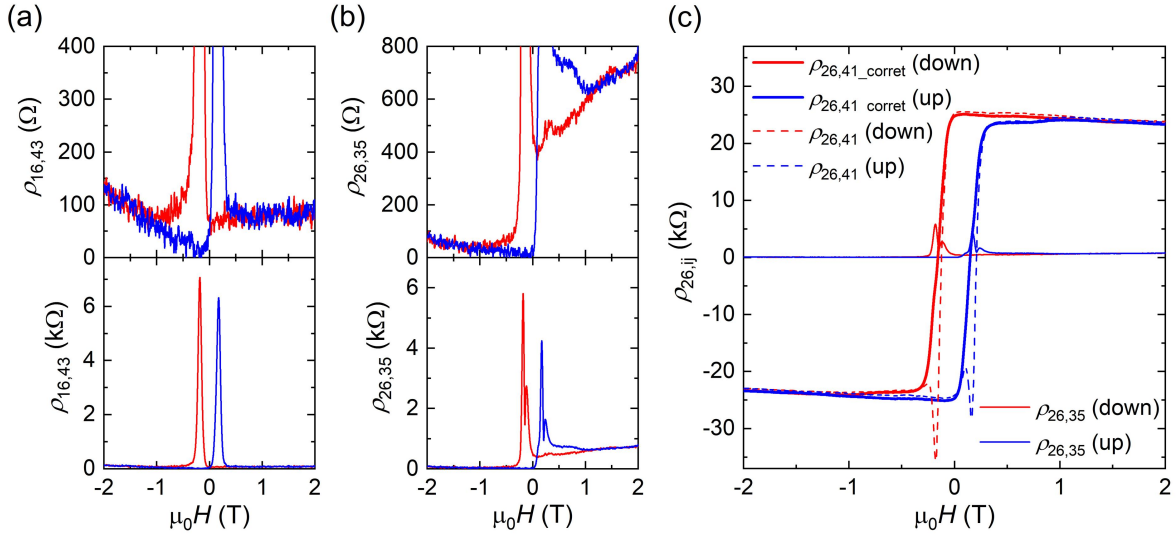 (a)
400
300
200
100
0
ρ16,43 (Ω)
6
4
2
0
ρ16,43 (kΩ)
-2 -1 0 1 2
μ0H (T)
(b)
800
600
400
200
0
ρ26,35 (Ω)
6
4
2
0
ρ26,35 (kΩ)
-2 -1 0 1 2
μ0H (T)
(c)
30
20
10
0
-10
-20
-30
ρ26,ij (kΩ)
ρ26,41_corret (down)
ρ26,41_corret (up)
ρ26,41 (down)
ρ26,41 (up)
ρ26,35 (down)
ρ26,35 (up)
-2 -1 0 1 2
μ0H (T)